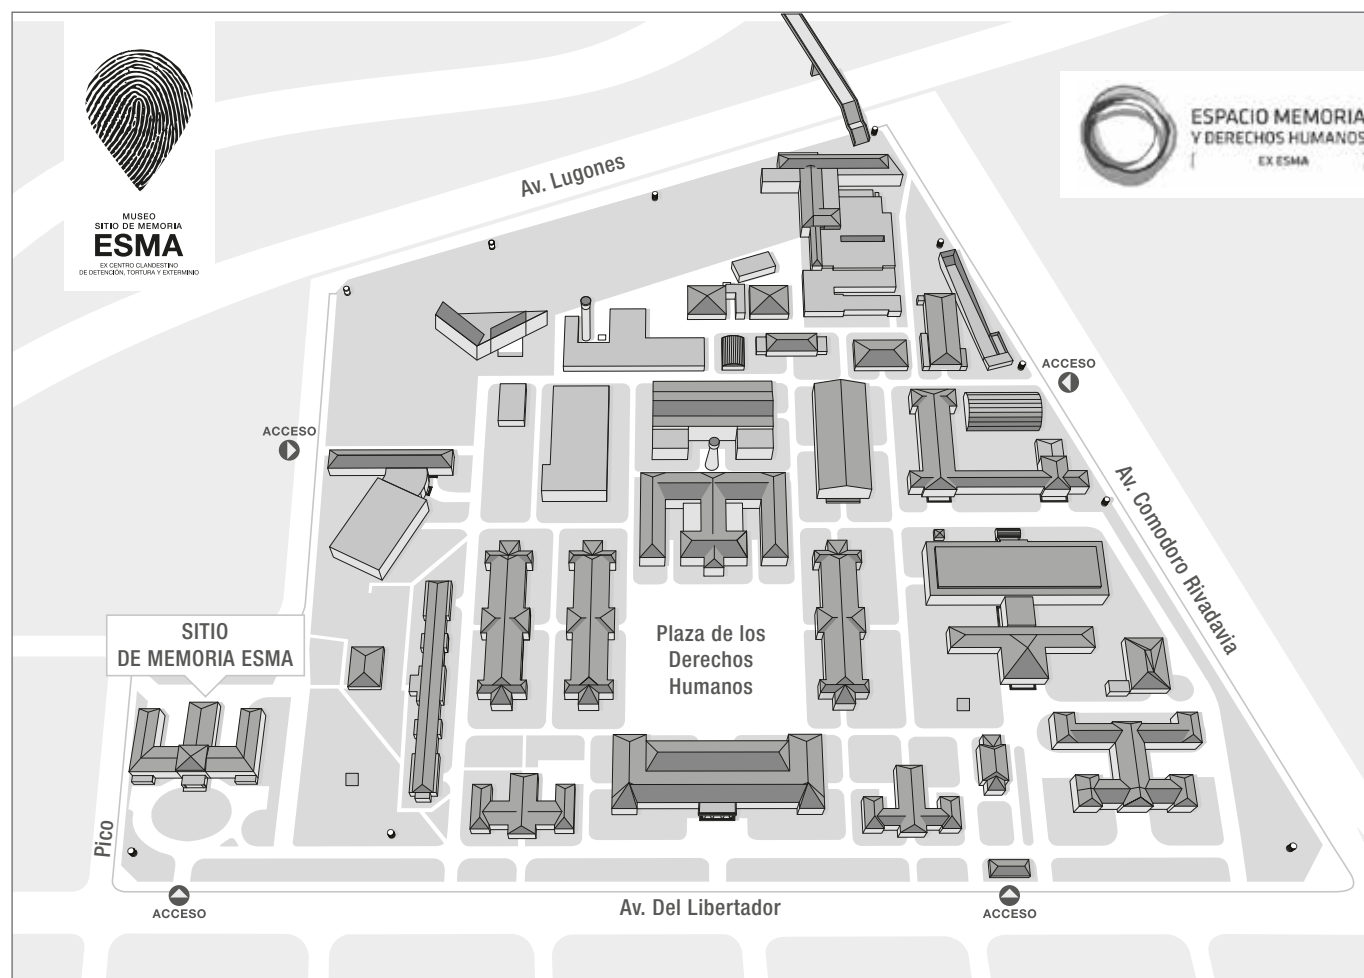 MUSEO
SITIO DE MEMORIA
ESMA
EX CENTRO CLANDESTINO
DE DETENCIÓN, TORTURA Y EXTERMINIO
ESPACIO MEMORIA
Y DERECHOS HUMANOS
EX ESMA
Av. Lugones
ACCESO
ACCESO
Av. Comodoro Rivadavia
SITIO
DE MEMORIA ESMA
Plaza de los
Derechos
Humanos
Pico
ACCESO
Av. Del Libertador
ACCESO